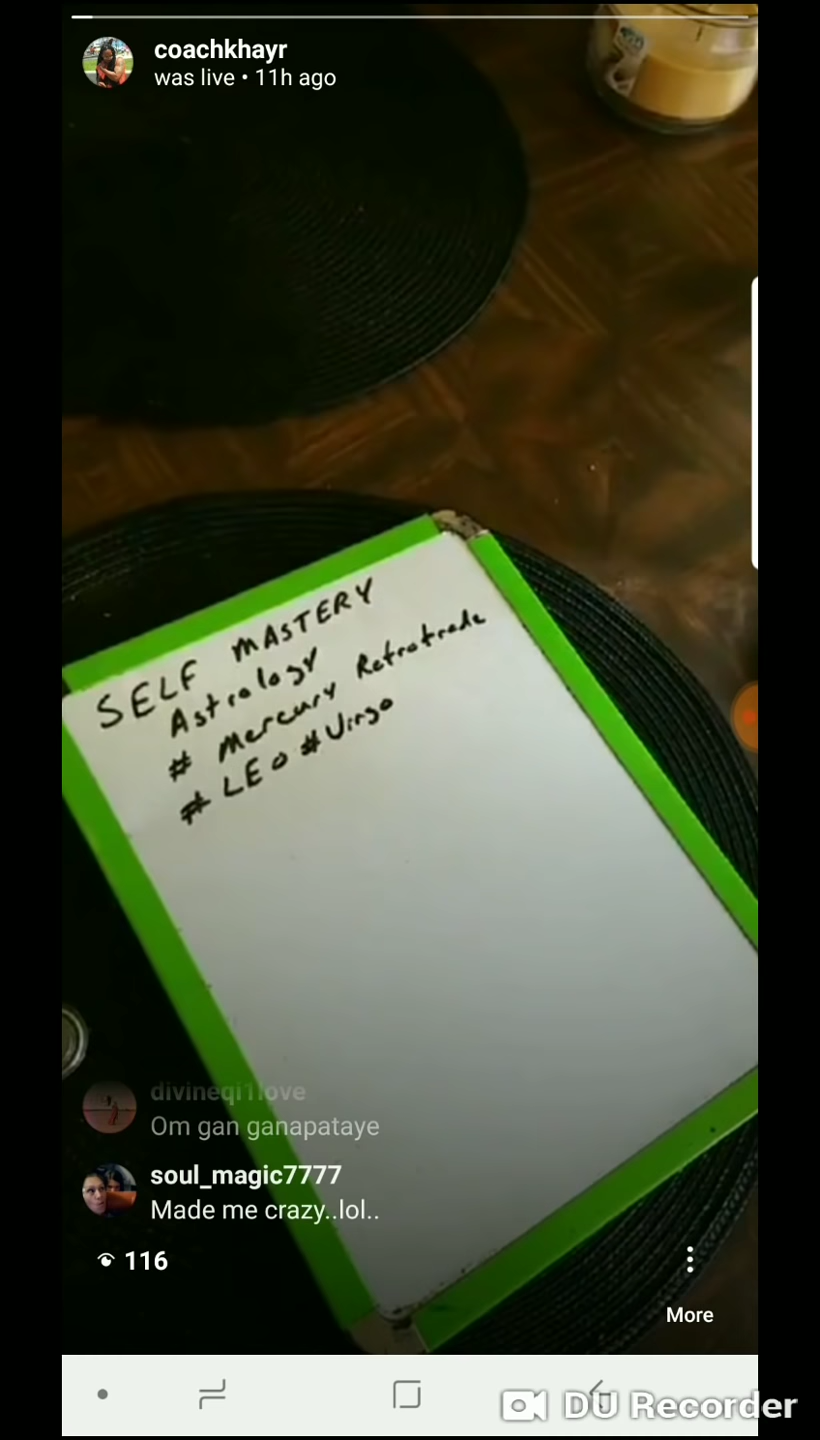 coachkhayr
was live • 11h ago
SELF MASTERY
Astrology
# Mercury Retrotrade
# LEO #Virgo
divineqi1love
Om gan ganapataye
soul_magic7777
Made me crazy..lol..
116
More
DU Recorder